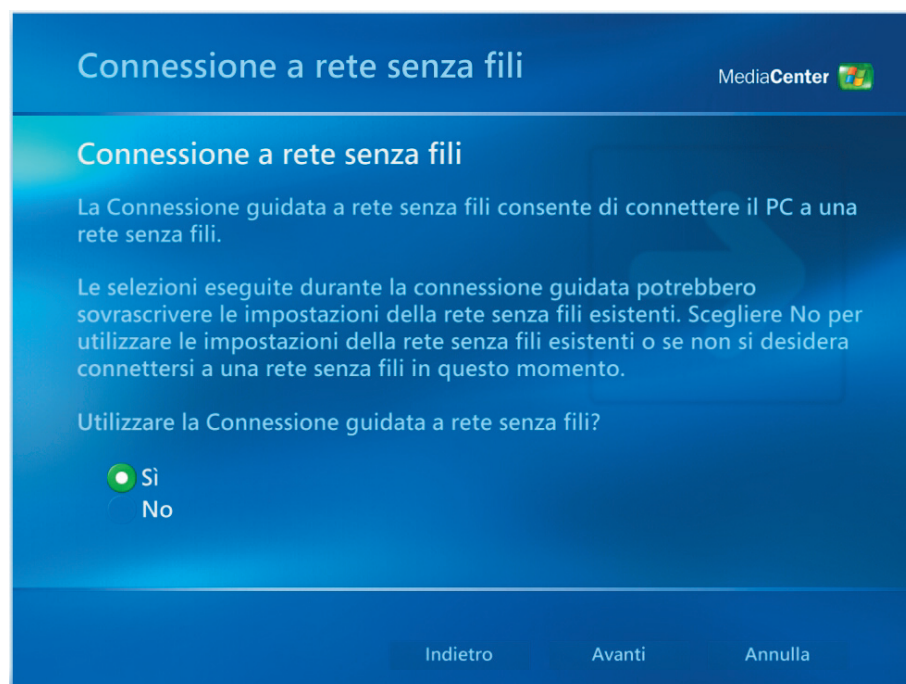 Connessione a rete senza fili
MediaCenter
Connessione a rete senza fili
La Connessione guidata a rete senza fili consente di connettere il PC a una
rete senza fili.
Le selezioni eseguite durante la connessione guidata potrebbero
sovrascrivere le impostazioni della rete senza fili esistenti. Scegliere No per
utilizzare le impostazioni della rete senza fili esistenti o se non si desidera
connettersi a una rete senza fili in questo momento.
Utilizzare la Connessione guidata a rete senza fili?
Sì
No
Indietro Avanti Annulla